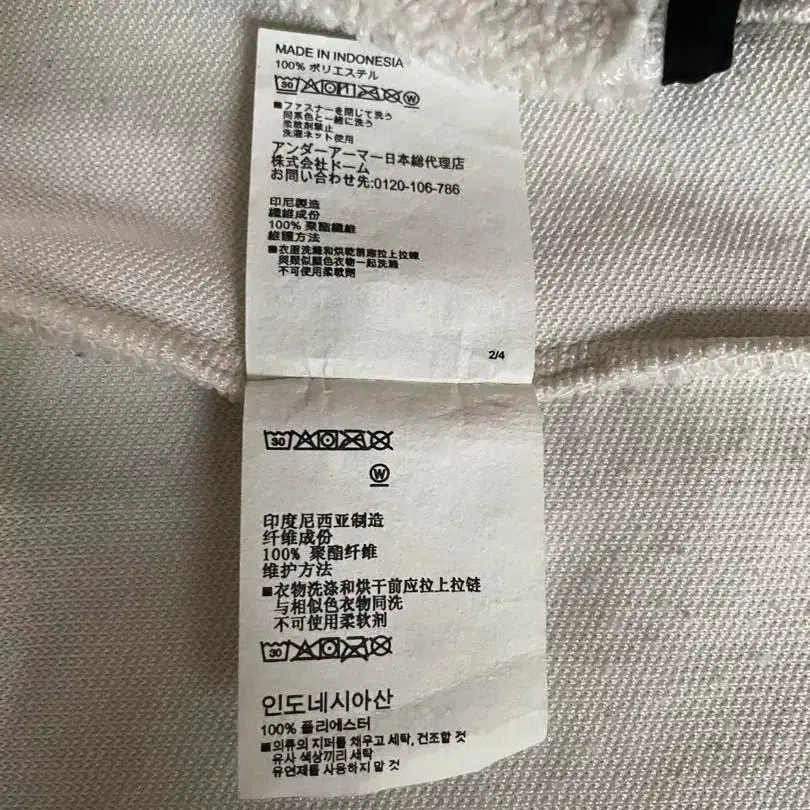 MADE IN INDONESIA
100% ポリエステル
30 W
■ファスナーを閉じて洗う
同系色と一緒に洗う
柔軟剤禁止
洗濯ネット使用
アンダーアーマー日本総代理店
株式会社ドーム
お問い合わせ先:0120-106-786
印尼製造
纖維成份
100% 聚酯纖維
維護方法
■衣服洗滌和烘乾前應拉上拉鍊
與類似顏色衣物一起洗滌
不可使用柔軟劑
2/4
30
W
印度尼西亚制造
纤维成份
100% 聚酯纤维
维护方法
■衣物洗涤和烘干前应拉上拉链
与相似色衣物同洗
不可使用柔软剂
30
인도네시아산
100% 폴리에스터
■의류의 지퍼를 채우고 세탁, 건조할 것
유사 색상끼리 세탁
유연제를 사용하지 말 것